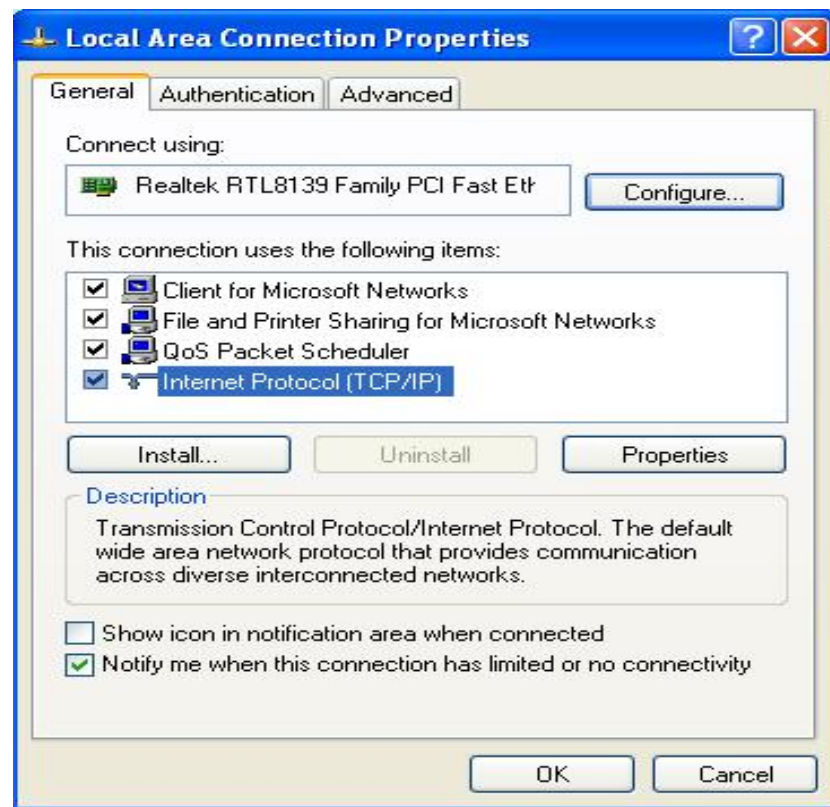 Local Area Connection Properties
General Authentication Advanced
Connect using:
Realtek RTL8139 Family PCI Fast Eth
Configure...
This connection uses the following items:
Client for Microsoft Networks
File and Printer Sharing for Microsoft Networks
QoS Packet Scheduler
Internet Protocol (TCP/IP)
Install... Uninstall Properties
Description
Transmission Control Protocol/Internet Protocol. The default
wide area network protocol that provides communication
across diverse interconnected networks.
Show icon in notification area when connected
Notify me when this connection has limited or no connectivity
OK Cancel